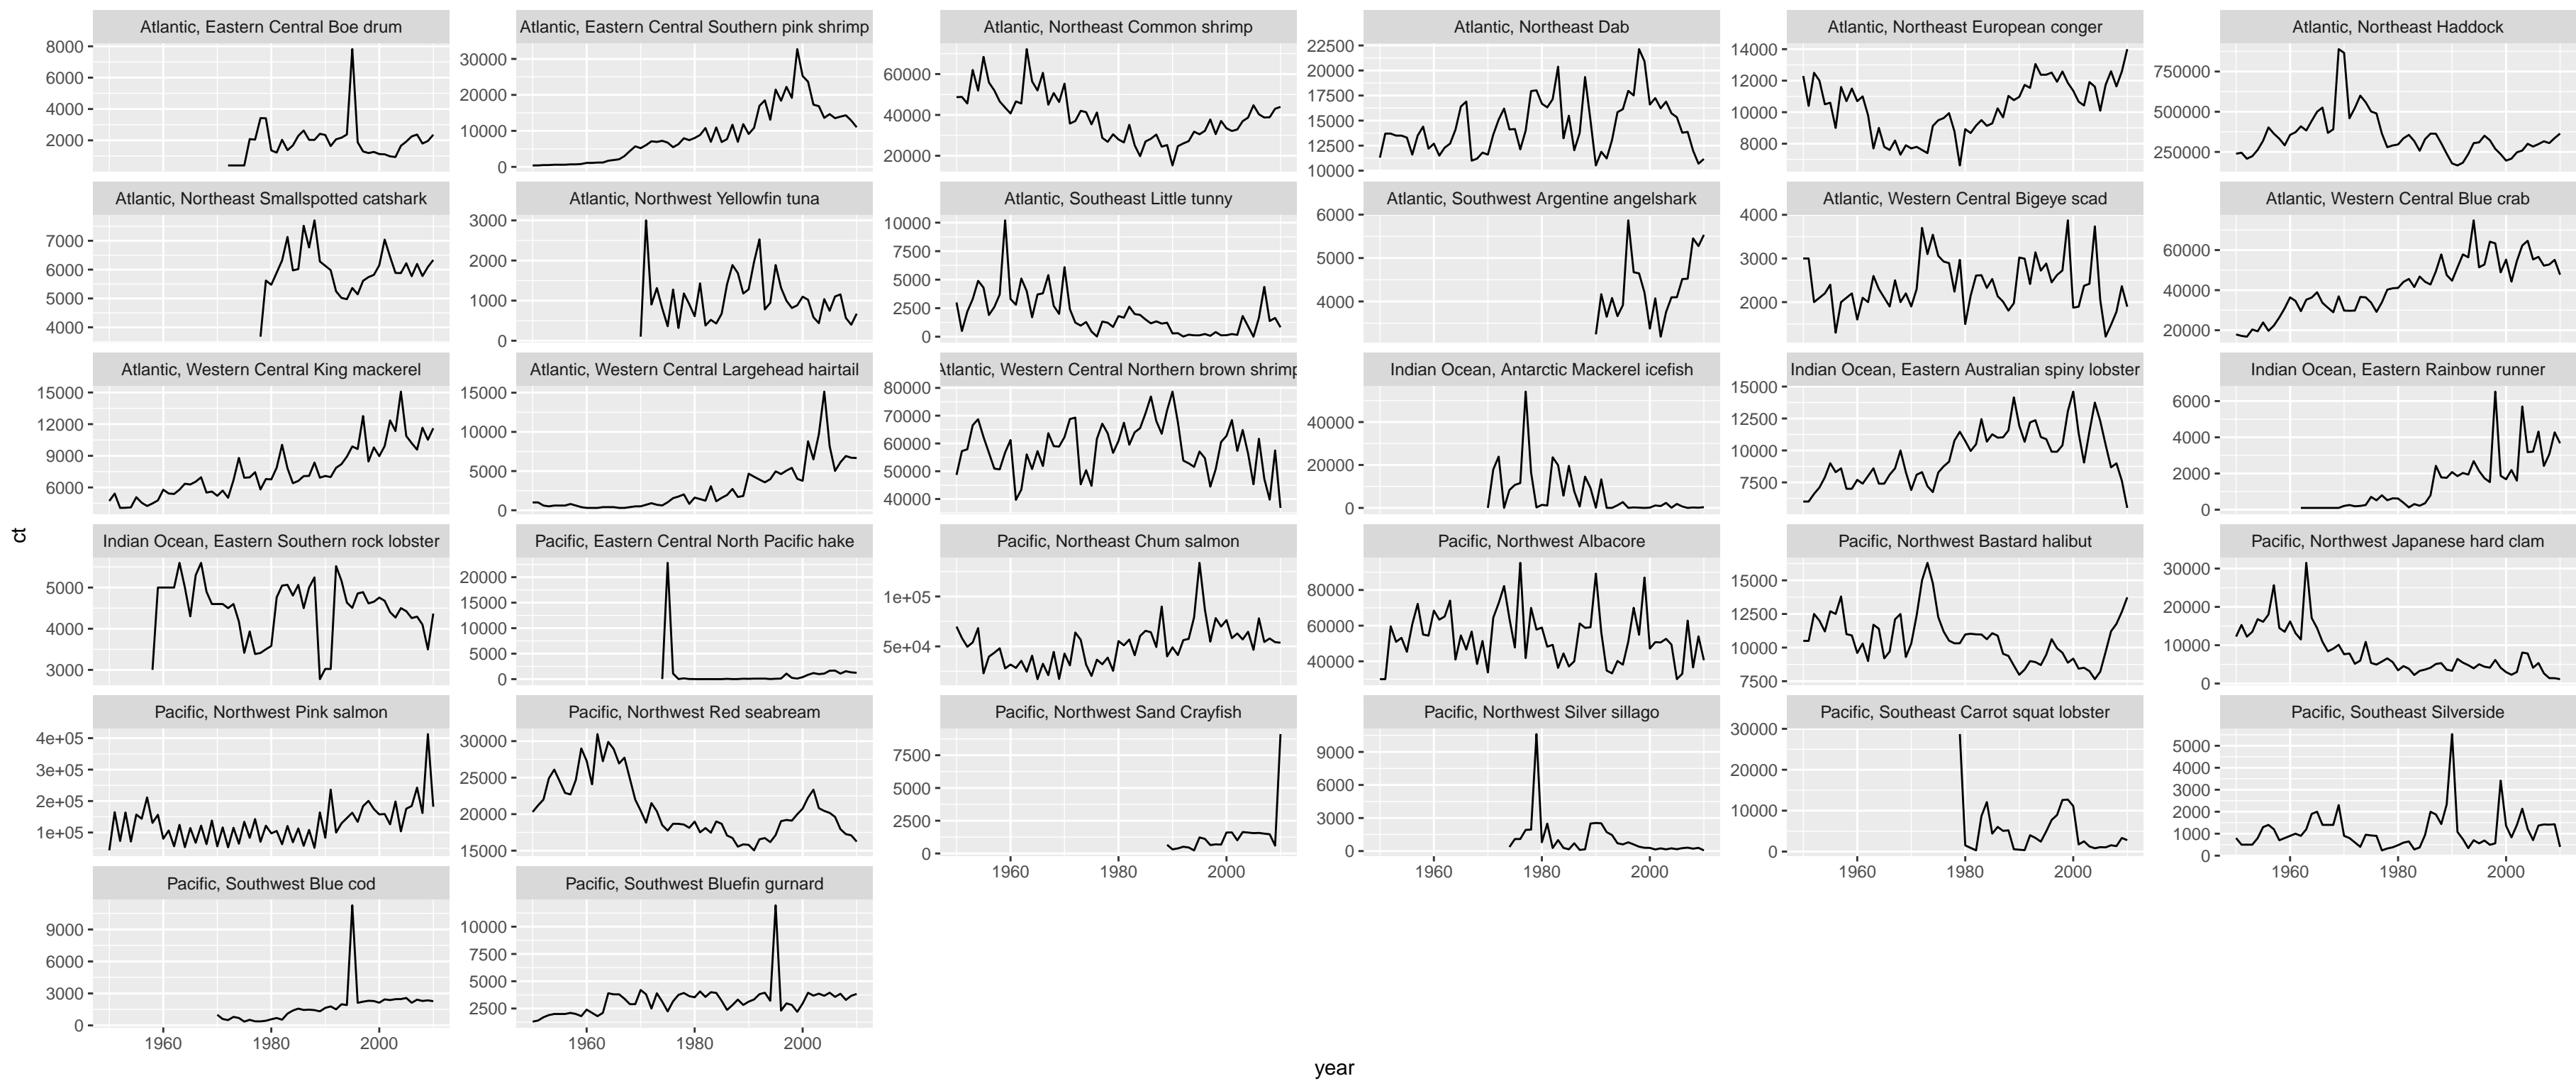 Atlantic, Eastern Central Boe drum
Atlantic, Eastern Central Southern pink shrimp
Atlantic, Northeast Common shrimp
Atlantic, Northeast Dab
Atlantic, Northeast European conger
Atlantic, Northeast Haddock
8000
6000
4000
2000
30000
20000
10000
0
60000
40000
20000
22500
20000
17500
15000
12500
10000
14000
12000
10000
8000
750000
500000
250000
Atlantic, Northeast Smallspotted catshark
Atlantic, Northwest Yellowfin tuna
Atlantic, Southeast Little tunny
Atlantic, Southwest Argentine angelshark
Atlantic, Western Central Bigeye scad
Atlantic, Western Central Blue crab
7000
6000
5000
4000
3000
2000
1000
0
10000
7500
5000
2500
0
6000
5000
4000
4000
3000
2000
60000
40000
20000
Atlantic, Western Central King mackerel
Atlantic, Western Central Largehead hairtail
Atlantic, Western Central Northern brown shrimp
Indian Ocean, Antarctic Mackerel icefish
Indian Ocean, Eastern Australian spiny lobster
Indian Ocean, Eastern Rainbow runner
15000
12000
9000
6000
15000
10000
5000
0
80000
70000
60000
50000
40000
40000
20000
0
15000
12500
10000
7500
6000
4000
2000
0
Indian Ocean, Eastern Southern rock lobster
Pacific, Eastern Central North Pacific hake
Pacific, Northeast Chum salmon
Pacific, Northwest Albacore
Pacific, Northwest Bastard halibut
Pacific, Northwest Japanese hard clam
5000
4000
3000
20000
15000
10000
5000
0
1e+05
5e+04
80000
60000
40000
15000
12500
10000
7500
30000
20000
10000
0
Pacific, Northwest Pink salmon
Pacific, Northwest Red seabream
Pacific, Northwest Sand Crayfish
Pacific, Northwest Silver sillago
Pacific, Southeast Carrot squat lobster
Pacific, Southeast Silverside
4e+05
3e+05
2e+05
1e+05
30000
25000
20000
15000
7500
5000
2500
0
9000
6000
3000
0
30000
20000
10000
0
5000
4000
3000
2000
1000
0
1960 1980 2000
1960 1980 2000
1960 1980 2000
1960 1980 2000
Pacific, Southwest Blue cod
Pacific, Southwest Bluefin gurnard
9000
6000
3000
0
10000
7500
5000
2500
1960 1980 2000
1960 1980 2000
year
ct